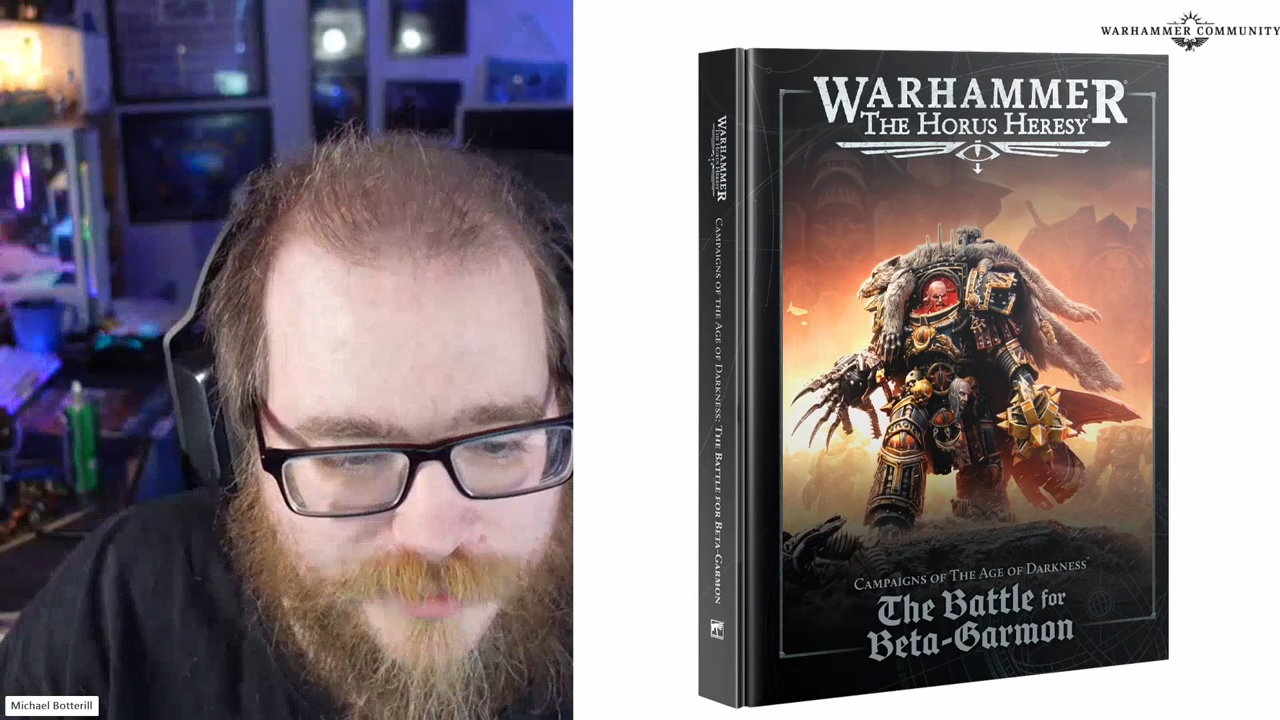 WARHAMMER COMMUNITY
WARHAMMER
THE HORUS HERESY
WARHAMMER
THE HORUS HERESY
CAMPAIGNS OF THE AGE OF DARKNESS: THE BATTLE FOR BETA-GARMON
CAMPAIGNS OF THE AGE OF DARKNESS™
The Battle for
Beta-Garmon
Michael Botterill